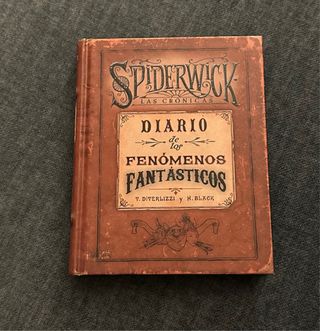 SPIDERWICK
LAS CRÓNICAS
DIARIO
de los
FENÓMENOS
FANTÁSTICOS
T. DITERLIZZI y H. BLACK